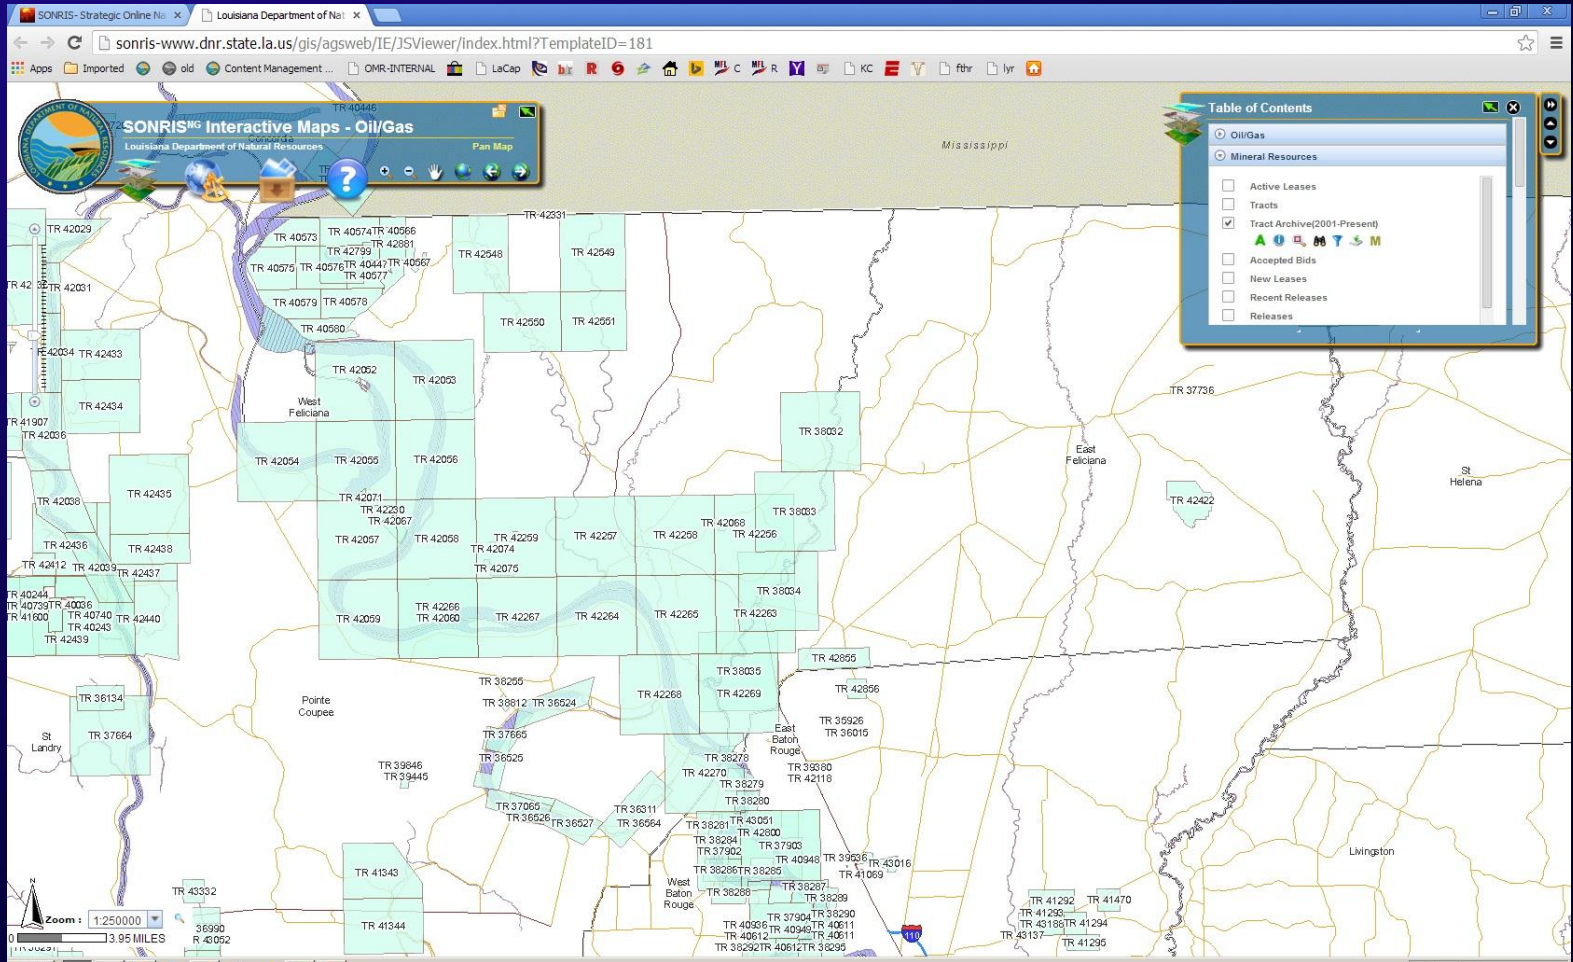 SONRIS- Strategic Online Na
Louisiana Department of Nat
sonris-www.dnr.state.la.us/gis/agsweb/IE/JSViewer/index.html?TemplateID=181
Apps Imported old Content Management ... OMR-INTERNAL LaCap C R KC fthr lyr
TR 40446
SONRIS NG Interactive Maps - Oil/Gas
Louisiana Department of Natural Resources
Pan Map
Concordia
Mississippi
Table of Contents
Oil/Gas
Mineral Resources
Active Leases
Tracts
Tract Archive(2001-Present)
Accepted Bids
New Leases
Recent Releases
Releases
TR 42331
TR 42029
TR 40573
TR 40574
TR 40566
TR 42881
TR 42799
TR 42548
TR 42549
TR 40575
TR 40576
TR 40447
TR 40567
TR 40577
TR 42031
TR 40579
TR 40578
TR 40580
TR 42550
TR 42551
TR 42433
TR 42052
TR 42053
TR 37736
TR 42434
West
Feliciana
TR 41907
TR 42036
TR 38032
TR 42054
TR 42055
TR 42056
East
Feliciana
St
Helena
TR 42435
TR 42038
TR 42071
TR 42230
TR 42067
TR 42422
TR 38033
TR 42068
TR 42057
TR 42058
TR 42259
TR 42257
TR 42258
TR 42256
TR 42074
TR 42436
TR 42438
TR 42412
TR 42039
TR 42437
TR 42075
TR 38034
TR 40244
TR 40739
TR 40036
TR 41600
TR 40740
TR 42440
TR 40243
TR 42439
TR 42059
TR 42266
TR 42060
TR 42267
TR 42264
TR 42265
TR 42263
TR 42855
TR 38035
TR 38255
TR 42268
TR 42269
TR 42856
TR 36134
Pointe
Coupee
TR 38812
TR 36524
TR 35926
TR 36015
St
Landry
TR 37664
TR 37665
East
Baton
Rouge
TR 36525
TR 38278
TR 39846
TR 39445
TR 42270
TR 39380
TR 42118
TR 38279
TR 38280
TR 37065
TR 36311
TR 36526
TR 36527
TR 36564
TR 38281
TR 43051
TR 42800
TR 38284
TR 37902
TR 37903
TR 40948
TR 39636
TR 43016
TR 38286
TR 38285
TR 41069
Livingston
TR 41343
TR 43332
West
Baton
Rouge
TR 38288
TR 38287
TR 38289
TR 41292
TR 41470
TR 41293
TR 37904
TR 38290
TR 43186
TR 41294
TR 40936
TR 40949
TR 40611
TR 41344
36990
R 43052
TR 40612
TR 40611
TR 43137
TR 41295
TR 38292
TR 40612
TR 38295
110
N
Zoom : 1:250000
0 3.95 MILES